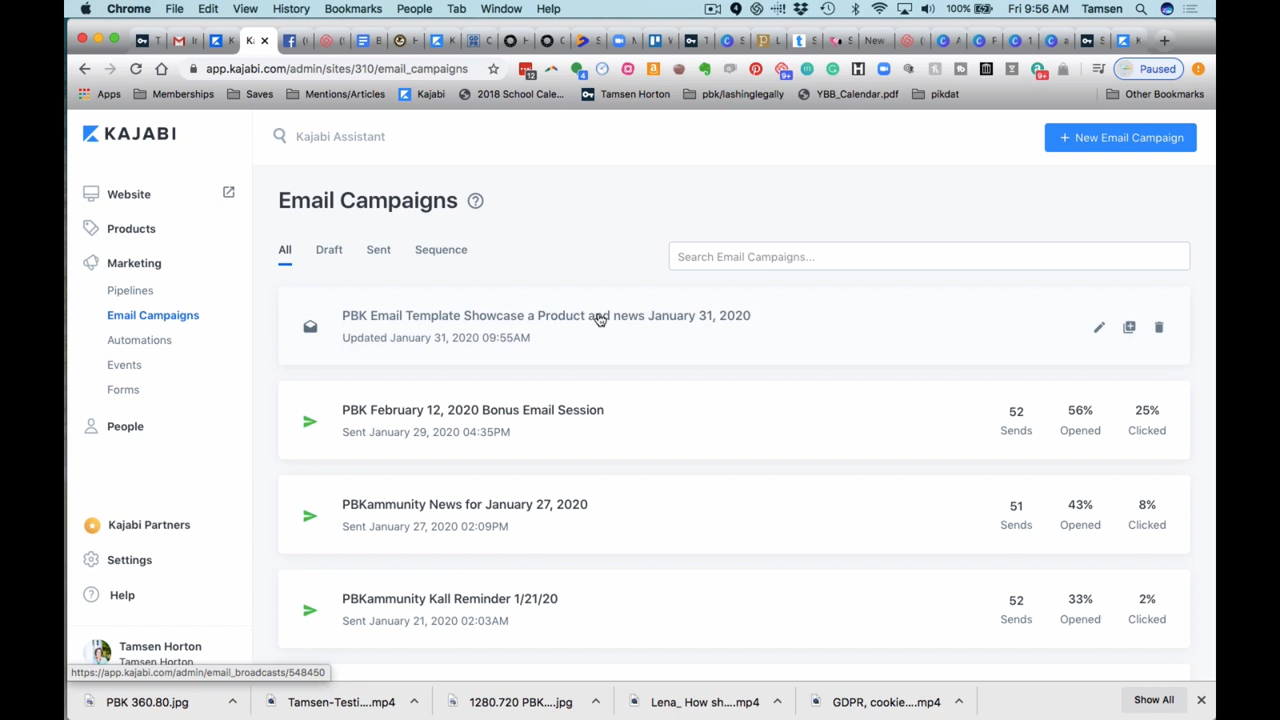 Chrome File Edit View History Bookmarks People Tab Window Help 100% Fri 9:56 AM Tamsen
app.kajabi.com/admin/sites/310/email_campaigns Paused
Apps Memberships Saves Mentions/Articles Kajabi 2018 School Cale... Tamsen Horton pbk/lashinglegally YBB_Calendar.pdf pikdat Other Bookmarks
KAJABI
Kajabi Assistant
+ New Email Campaign
Website
Products
Marketing
Pipelines
Email Campaigns
Automations
Events
Forms
People
Kajabi Partners
Settings
Help
Tamsen Horton
Tamsen Horton
Email Campaigns
All Draft Sent Sequence
Search Email Campaigns...
PBK Email Template Showcase a Product and news January 31, 2020
Updated January 31, 2020 09:55AM
PBK February 12, 2020 Bonus Email Session
Sent January 29, 2020 04:35PM
52 56% 25%
Sends Opened Clicked
PBKammunity News for January 27, 2020
Sent January 27, 2020 02:09PM
51 43% 8%
Sends Opened Clicked
PBKammunity Kall Reminder 1/21/20
Sent January 21, 2020 02:03AM
52 33% 2%
Sends Opened Clicked
https://app.kajabi.com/admin/email_broadcasts/548450
PBK 360.80.jpg Tamsen-Testi....mp4 1280.720 PBK....jpg Lena_ How sh....mp4 GDPR, cookie....mp4 Show All